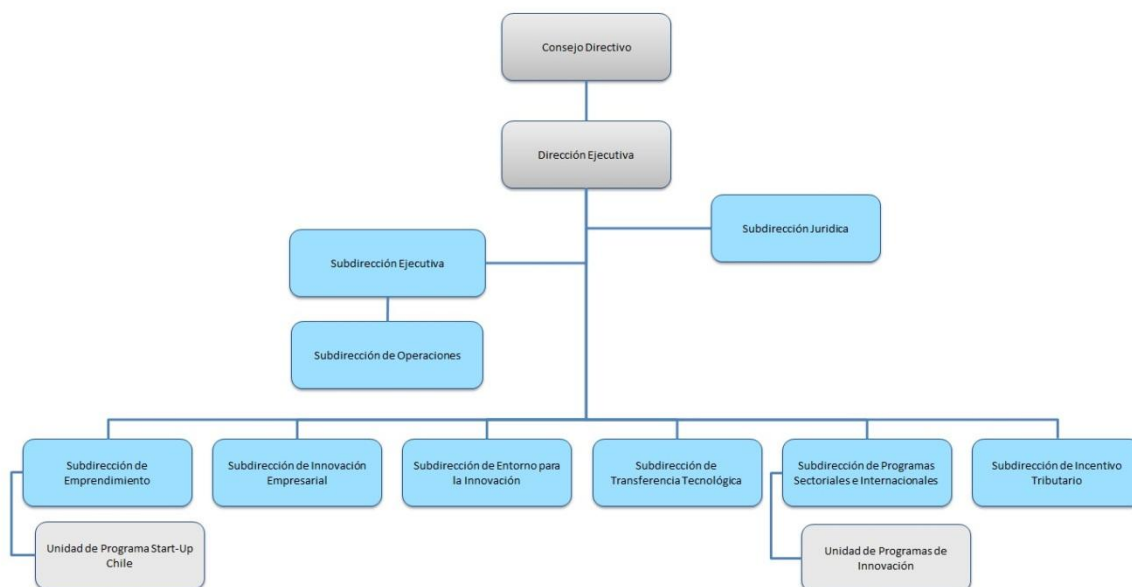 Consejo Directivo
Dirección Ejecutiva
Subdirección Juridica
Subdirección Ejecutiva
Subdirección de Operaciones
Subdirección de
Emprendimiento
Subdirección de Innovación
Empresarial
Subdirección de Entorno para
la Innovación
Subdirección de
Transferencia Tecnológica
Subdirección de Programas
Sectoriales e Internacionales
Subdirección de Incentivo
Tributario
Unidad de Programa Start-Up
Chile
Unidad de Programas de
Innovación